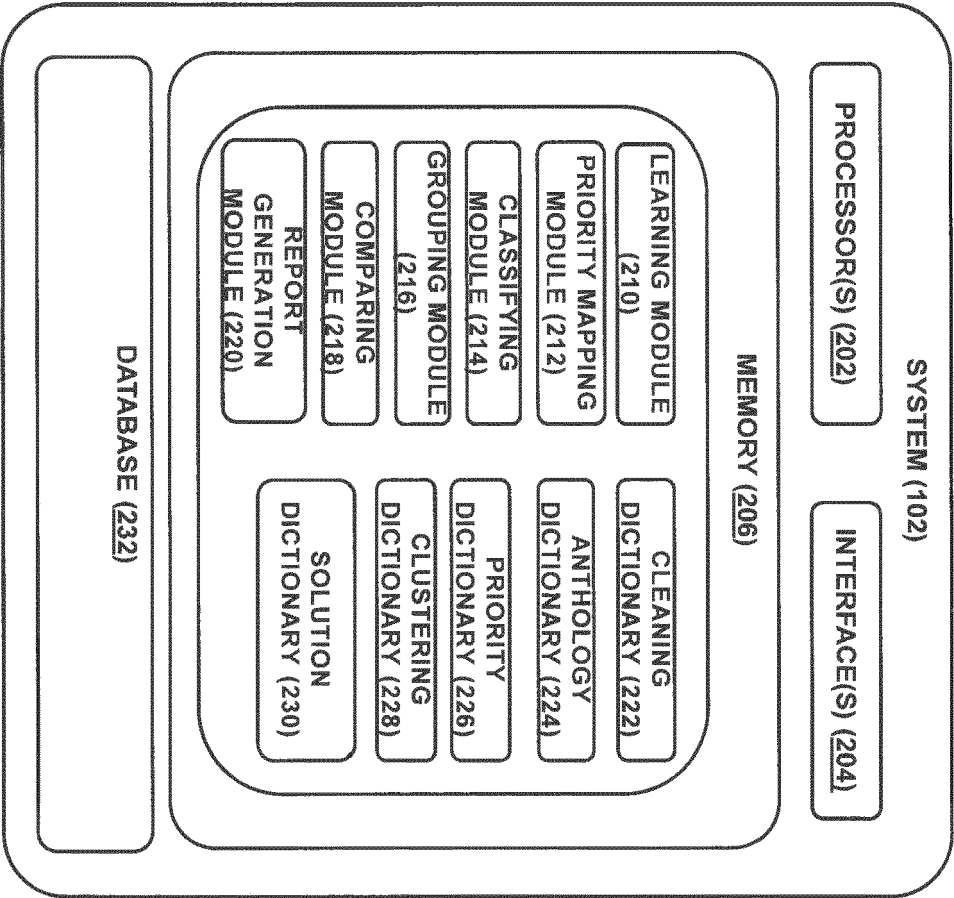 SYSTEM (102)
PROCESSOR(S) (202)
INTERFACE(S) (204)
MEMORY (206)
LEARNING MODULE
(210)
PRIORITY MAPPING
MODULE (212)
CLASSIFYING
MODULE (214)
GROUPING MODULE
(216)
COMPARING
MODULE (218)
REPORT
GENERATION
MODULE (220)
CLEANING
DICTIONARY (222)
ANTHOLOGY
DICTIONARY (224)
PRIORITY
DICTIONARY (226)
CLUSTERING
DICTIONARY (228)
SOLUTION
DICTIONARY (230)
DATABASE (232)